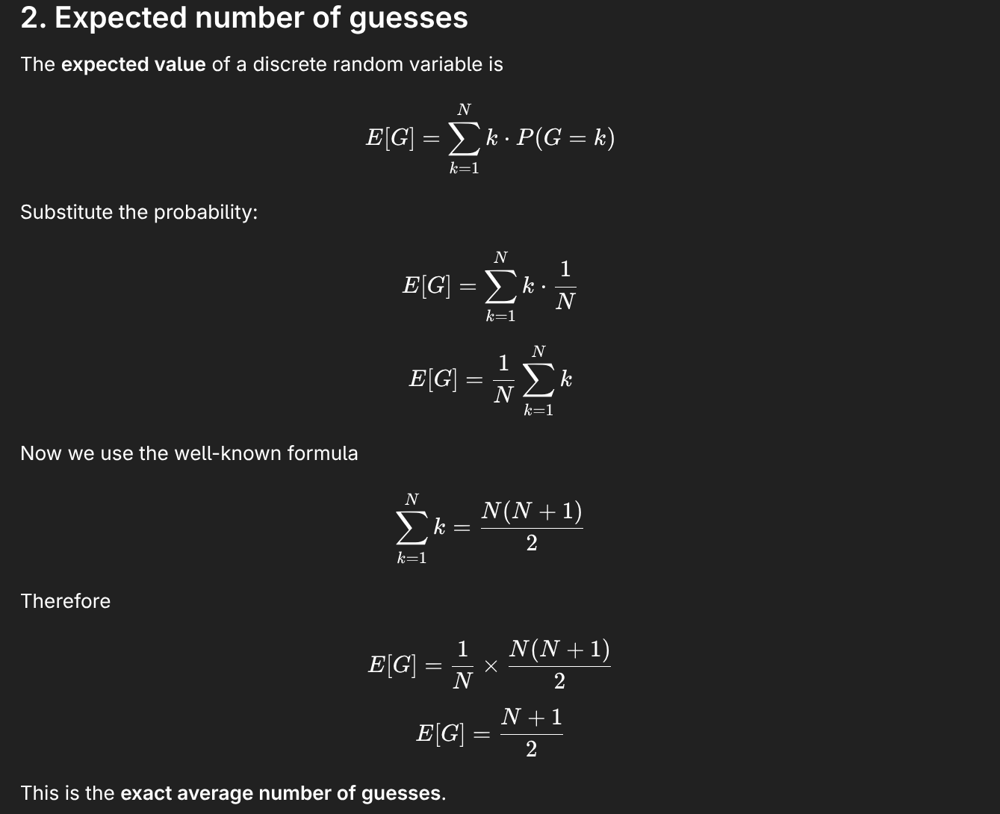 2. Expected number of guesses
The expected value of a discrete random variable is
E[G] = \sum_{k=1}^{N} k \cdot P(G = k)
Substitute the probability:
E[G] = \sum_{k=1}^{N} k \cdot \frac{1}{N}
E[G] = \frac{1}{N} \sum_{k=1}^{N} k
Now we use the well-known formula
\sum_{k=1}^{N} k = \frac{N(N + 1)}{2}
Therefore
E[G] = \frac{1}{N} \times \frac{N(N + 1)}{2}
E[G] = \frac{N + 1}{2}
This is the exact average number of guesses.